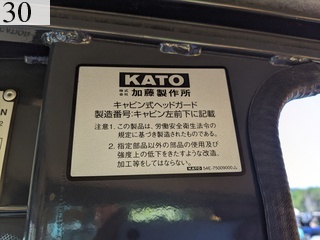 30
KATO
株式会社 加藤製作所
キャビン式ヘッドガード
製造番号:キャビン左前下に記載
注意1. この製品は、労働安全衛生法令の
規定に基づき製造されたものである。
2. 指定部品以外の部品の使用及び
強度上の低下をきたすような改造、
加工等をしてはならない。
KATO